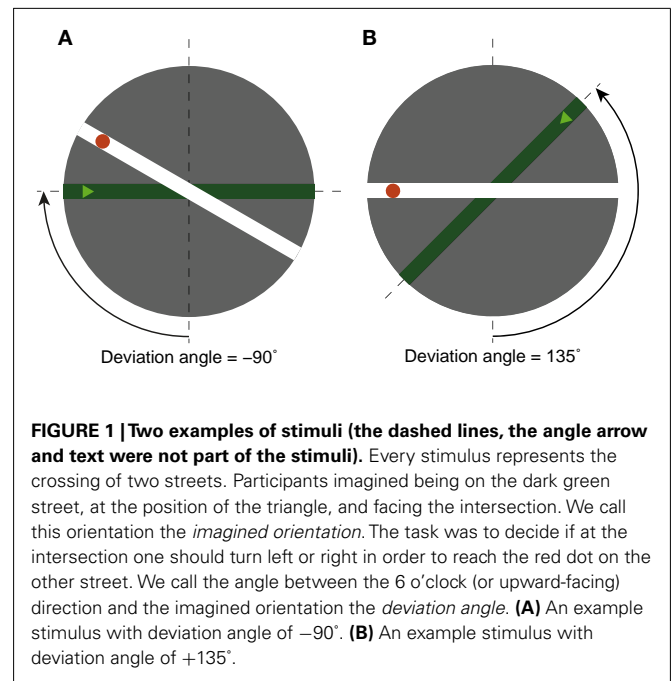 A
B
Deviation angle = –90˚
Deviation angle = 135˚
FIGURE 1 | Two examples of stimuli (the dashed lines, the angle arrow
and text were not part of the stimuli). Every stimulus represents the
crossing of two streets. Participants imagined being on the dark green
street, at the position of the triangle, and facing the intersection. We call
this orientation the imagined orientation. The task was to decide if at the
intersection one should turn left or right in order to reach the red dot on the
other street. We call the angle between the 6 o’clock (or upward-facing)
direction and the imagined orientation the deviation angle. (A) An example
stimulus with deviation angle of −90˚. (B) An example stimulus with
deviation angle of +135˚.